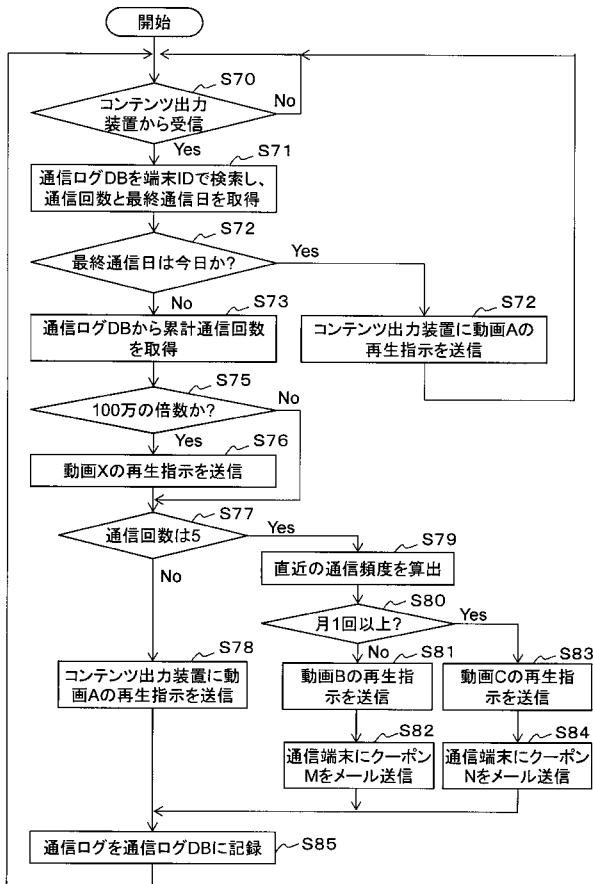 開始
S70
コンテンツ出力
装置から受信
No
Yes
S71
通信ログDBを端末IDで検索し、
通信回数と最終通信日を取得
S72
最終通信日は今日か?
Yes
No
S73
通信ログDBから累計通信回数
を取得
S72
コンテンツ出力装置に動画Aの
再生指示を送信
S75
100万の倍数か?
No
Yes
S76
動画Xの再生指示を送信
S77
通信回数は5
Yes
No
S79
直近の通信頻度を算出
S80
月1回以上?
Yes
No
S78
コンテンツ出力装置に動
画Aの再生指示を送信
S81
動画Bの再生指
示を送信
S83
動画Cの再生指
示を送信
S82
通信端末にクーポン
Mをメール送信
S84
通信端末にクーポン
Nをメール送信
通信ログを通信ログDBに記録
S85